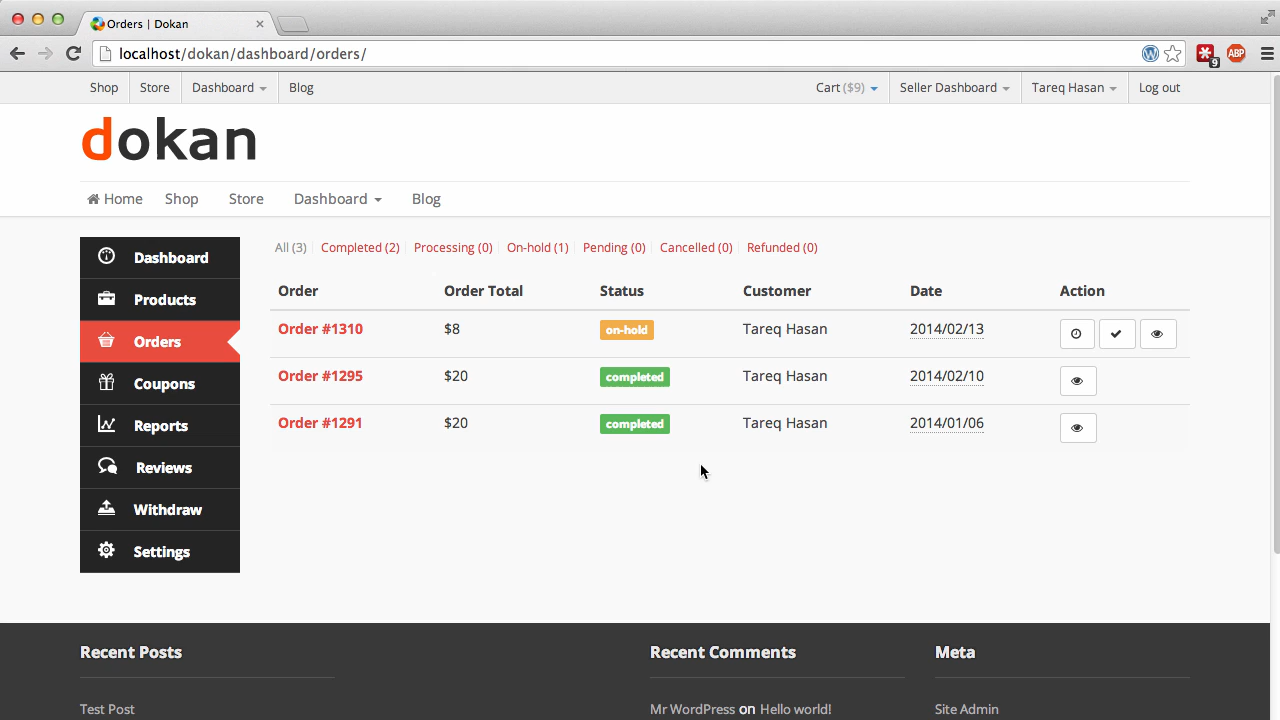 Orders | Dokan
localhost/dokan/dashboard/orders/
9
ABP
Shop Store Dashboard Blog Cart ($9) Seller Dashboard Tareq Hasan Log out
dokan
Home Shop Store Dashboard Blog
Dashboard
Products
Orders
Coupons
Reports
Reviews
Withdraw
Settings
All (3) Completed (2) Processing (0) On-hold (1) Pending (0) Cancelled (0) Refunded (0)
Order Order Total Status Customer Date Action
Order #1310 $8 on-hold Tareq Hasan 2014/02/13
Order #1295 $20 completed Tareq Hasan 2014/02/10
Order #1291 $20 completed Tareq Hasan 2014/01/06
Recent Posts Recent Comments Meta
Test Post Mr WordPress on Hello world! Site Admin